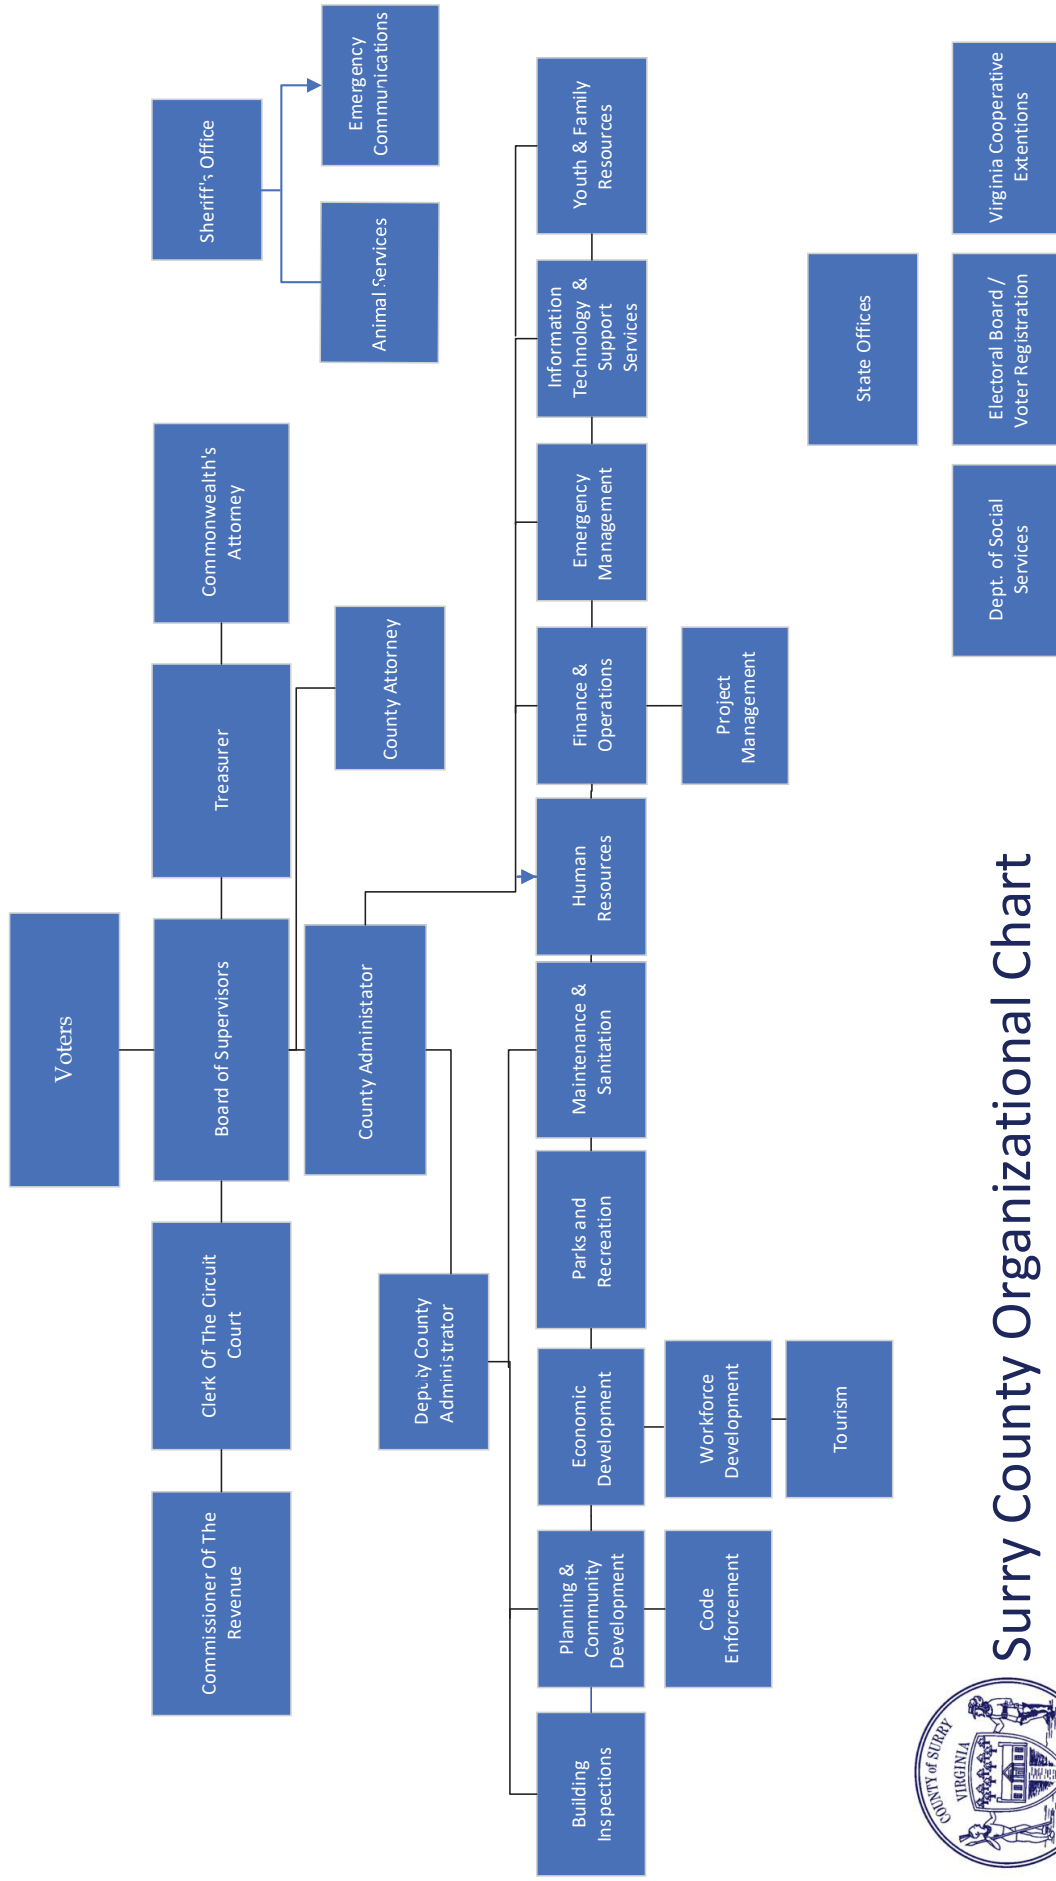 Voters
Commissioner Of The
Revenue
Clerk Of The Circuit
Court
Board of Supervisors
Treasurer
Commonwealth's
Attorney
Sheriff's Office
County Administator
County Attorney
Animal Services
Emergency
Communications
Deputy County
Administrator
Building
Inspections
Planning &
Community
Development
Economic
Development
Parks and
Recreation
Maintenance &
Sanitation
Human
Resources
Finance &
Operations
Emergency
Management
Information
Technology &
Support
Services
Youth & Family
Resources
Code
Enforcement
Workforce
Development
Project
Management
Tourism
State Offices
Dept. of Social
Services
Electoral Board /
Voter Registration
Virginia Cooperative
Extentions
COUNTY of SURRY
VIRGINIA
Surry County Organizational Chart